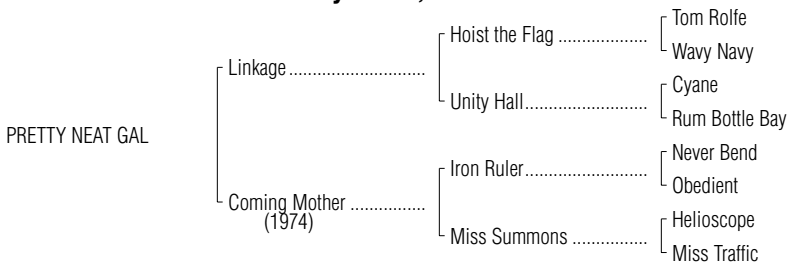 Tom Rolfe
Hoist the Flag ...................
Wavy Navy
Linkage.............................
Cyane
Unity Hall..........................
Rum Bottle Bay
PRETTY NEAT GAL
Never Bend
Iron Ruler..........................
Obedient
Coming Mother ................
(1974)
Helioscope
Miss Summons ................
Miss Traffic